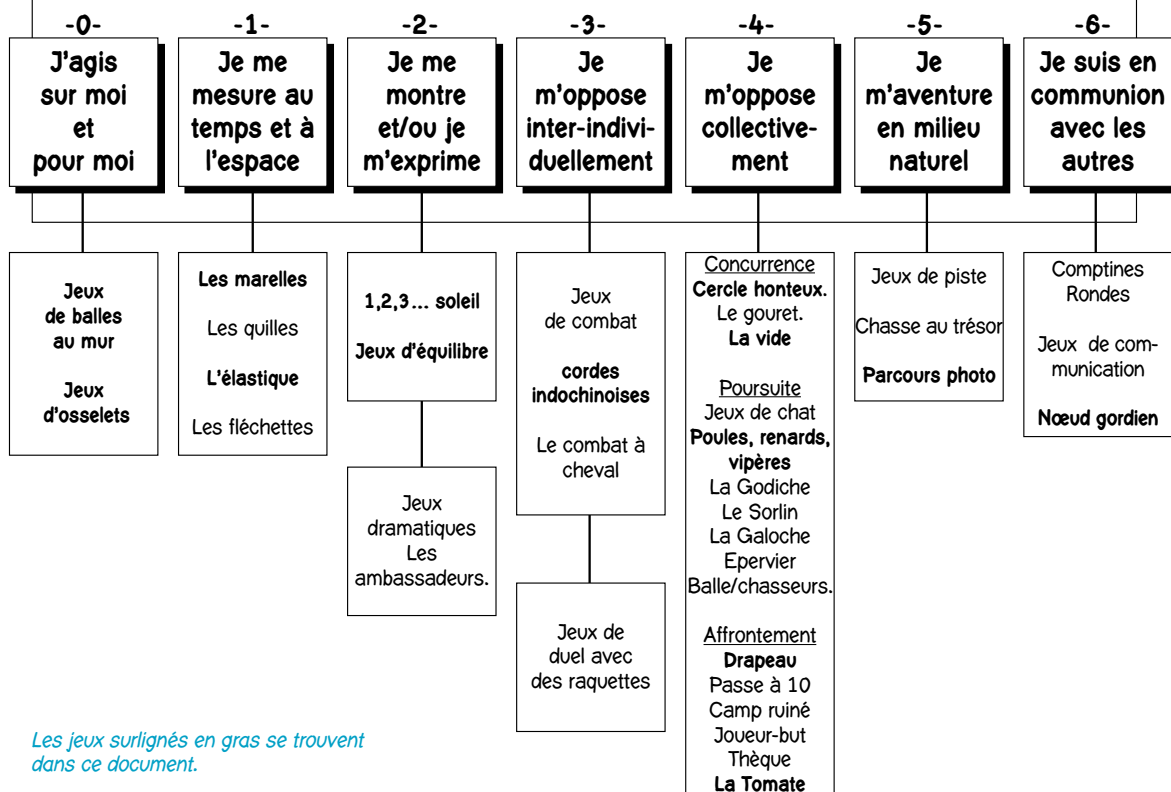 -0-
J'agis
sur moi
et
pour moi
-1-
Je me
mesure au
temps et à
l'espace
-2-
Je me
montre
et/ou je
m'exprime
-3-
Je
m'oppose
inter-indivi-
duellement
-4-
Je
m'oppose
collective-
ment
-5-
Je
m'aventure
en milieu
naturel
-6-
Je suis en
communion
avec les
autres
Jeux
de balles
au mur
Jeux
d'osselets
Les marelles
Les quilles
L'élastique
Les fléchettes
1,2,3... soleil
Jeux d'équilibre
Jeux
dramatiques
Les
ambassadeurs.
Jeux
de combat
cordes
indochinoises
Le combat à
cheval
Jeux de
duel avec
des raquettes
Concurrence
Cercle honteux.
Le gouret.
La vide
Poursuite
Jeux de chat
Poules, renards,
vipères
La Godiche
Le Sorlin
La Galoche
Epervier
Balle/chasseurs.
Affrontement
Drapeau
Passe à 10
Camp ruiné
Joueur-but
Thèque
La Tomate
Jeux de piste
Chasse au trésor
Parcours photo
Comptines
Rondes
Jeux de com-
munication
Nœud gordien
Les jeux surlignés en gras se trouvent
dans ce document.